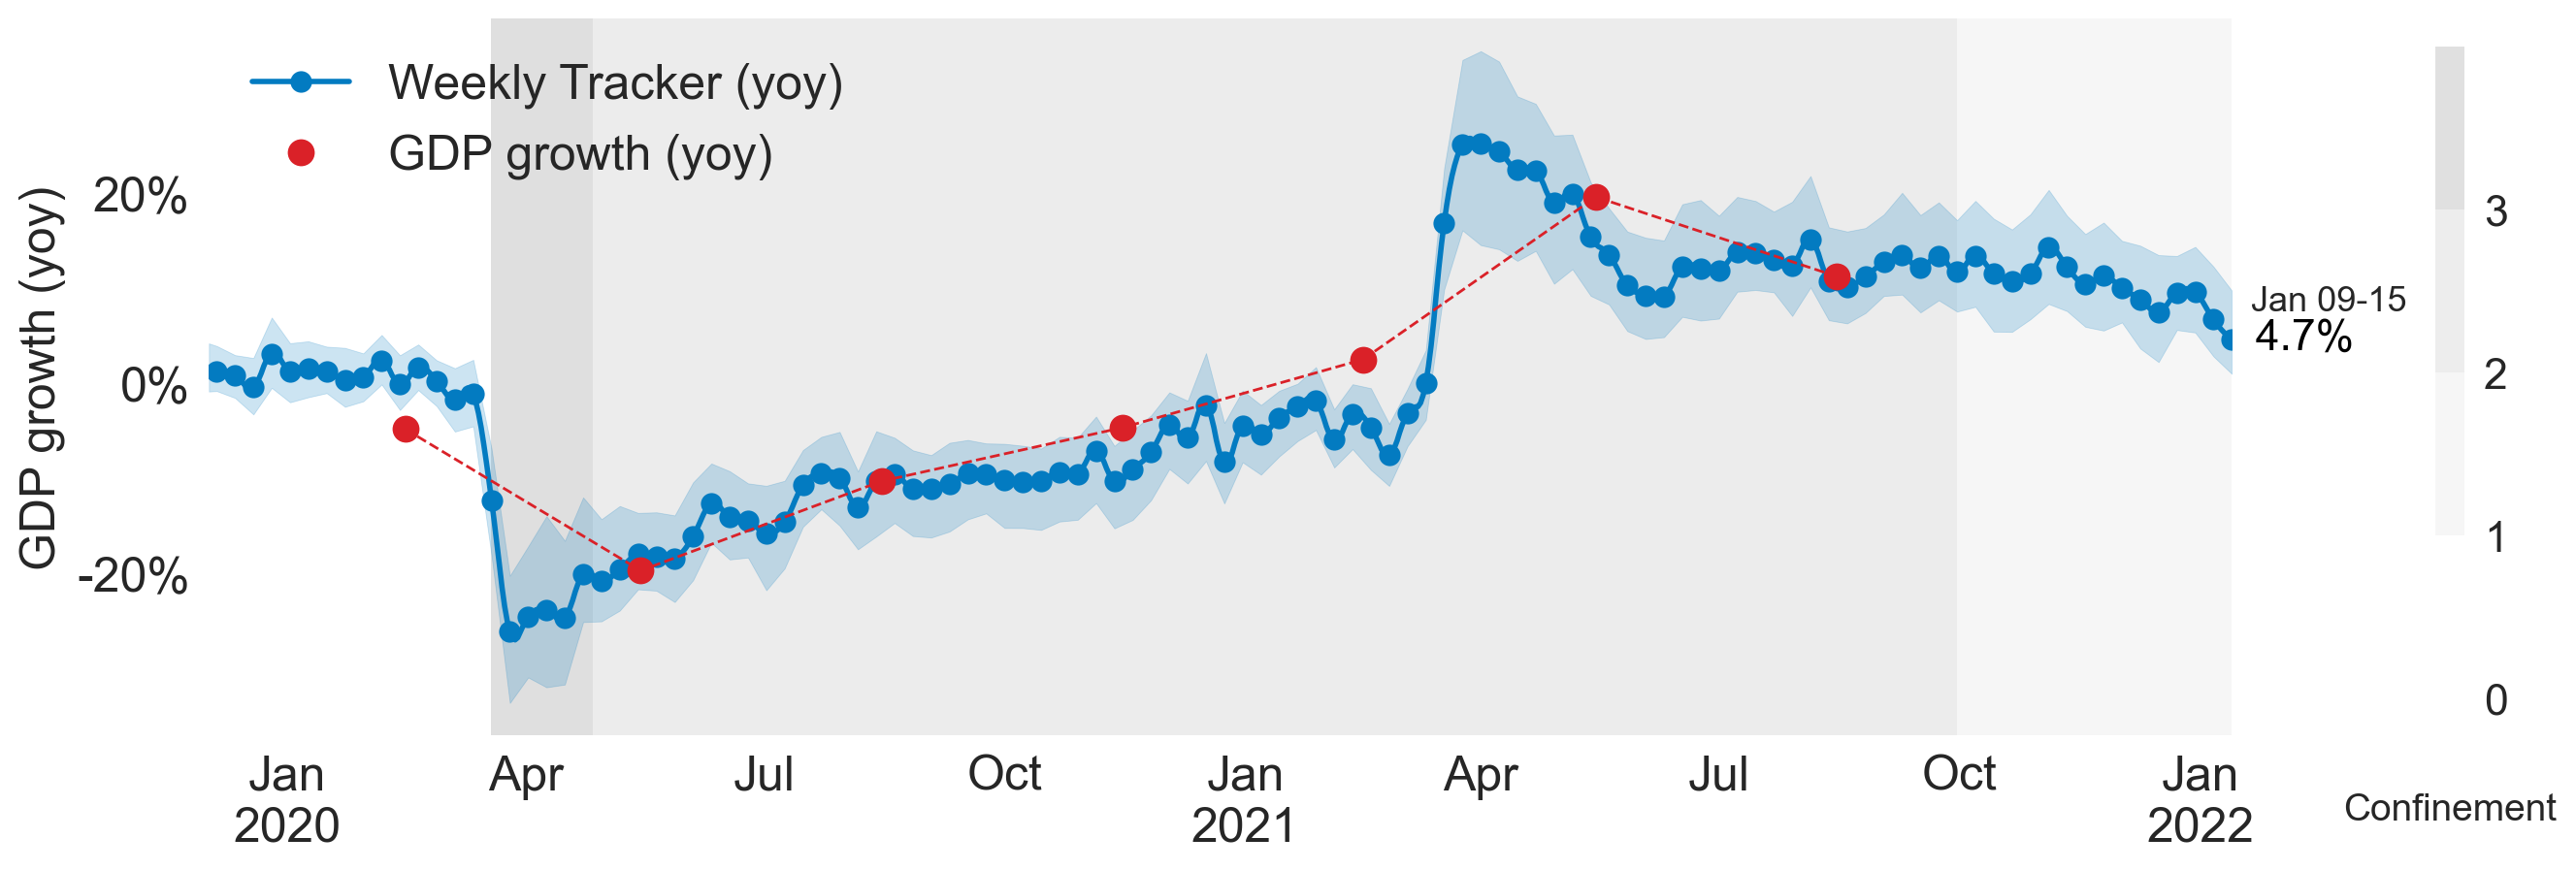 Weekly Tracker (yoy)
GDP growth (yoy)
GDP growth (yoy)
20%
0%
-20%
Jan 09-15
4.7%
3
2
1
0
Jan Apr Jul Oct Jan Apr Jul Oct Jan
2020 2021 2022
Confinement